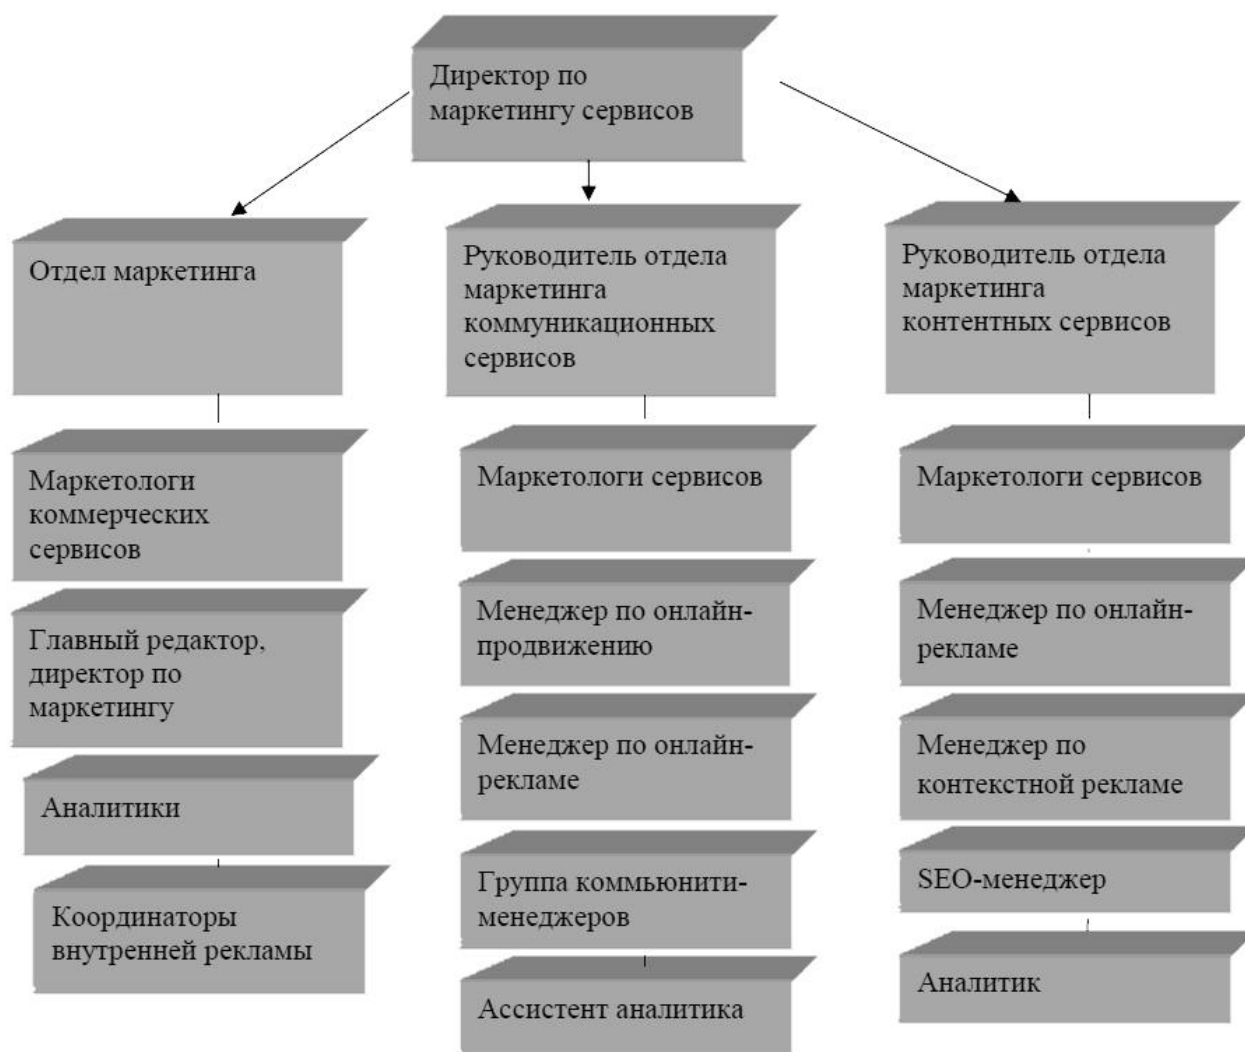 Директор по
маркетингу сервисов
Отдел маркетинга
Руководитель отдела
маркетинга
коммуникационных
сервисов
Руководитель отдела
маркетинга
контентных сервисов
Маркетологи
коммерческих
сервисов
Главный редактор,
директор по
маркетингу
Аналитики
Координаторы
внутренней рекламы
Маркетологи сервисов
Менеджер по онлайн-
продвижению
Менеджер по онлайн-
рекламе
Группа коммьюнити-
менеджеров
Ассистент аналитика
Маркетологи сервисов
Менеджер по онлайн-
рекламе
Менеджер по
контекстной рекламе
SEO-менеджер
Аналитик